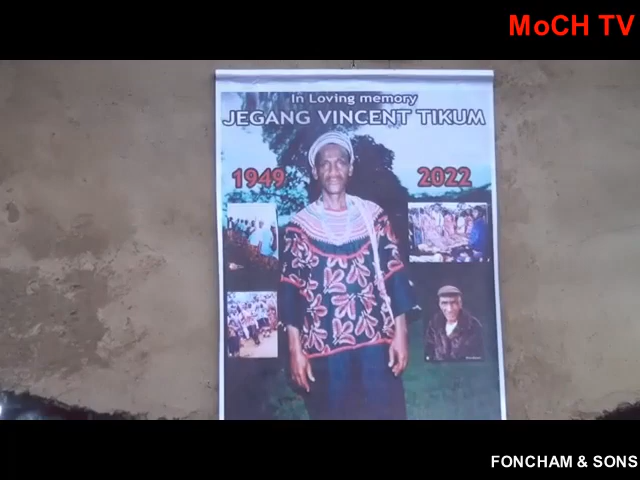 MoCH TV
In Loving memory
JEGANG VINCENT TIKUM
1949
2022
FONCHAM & SONS